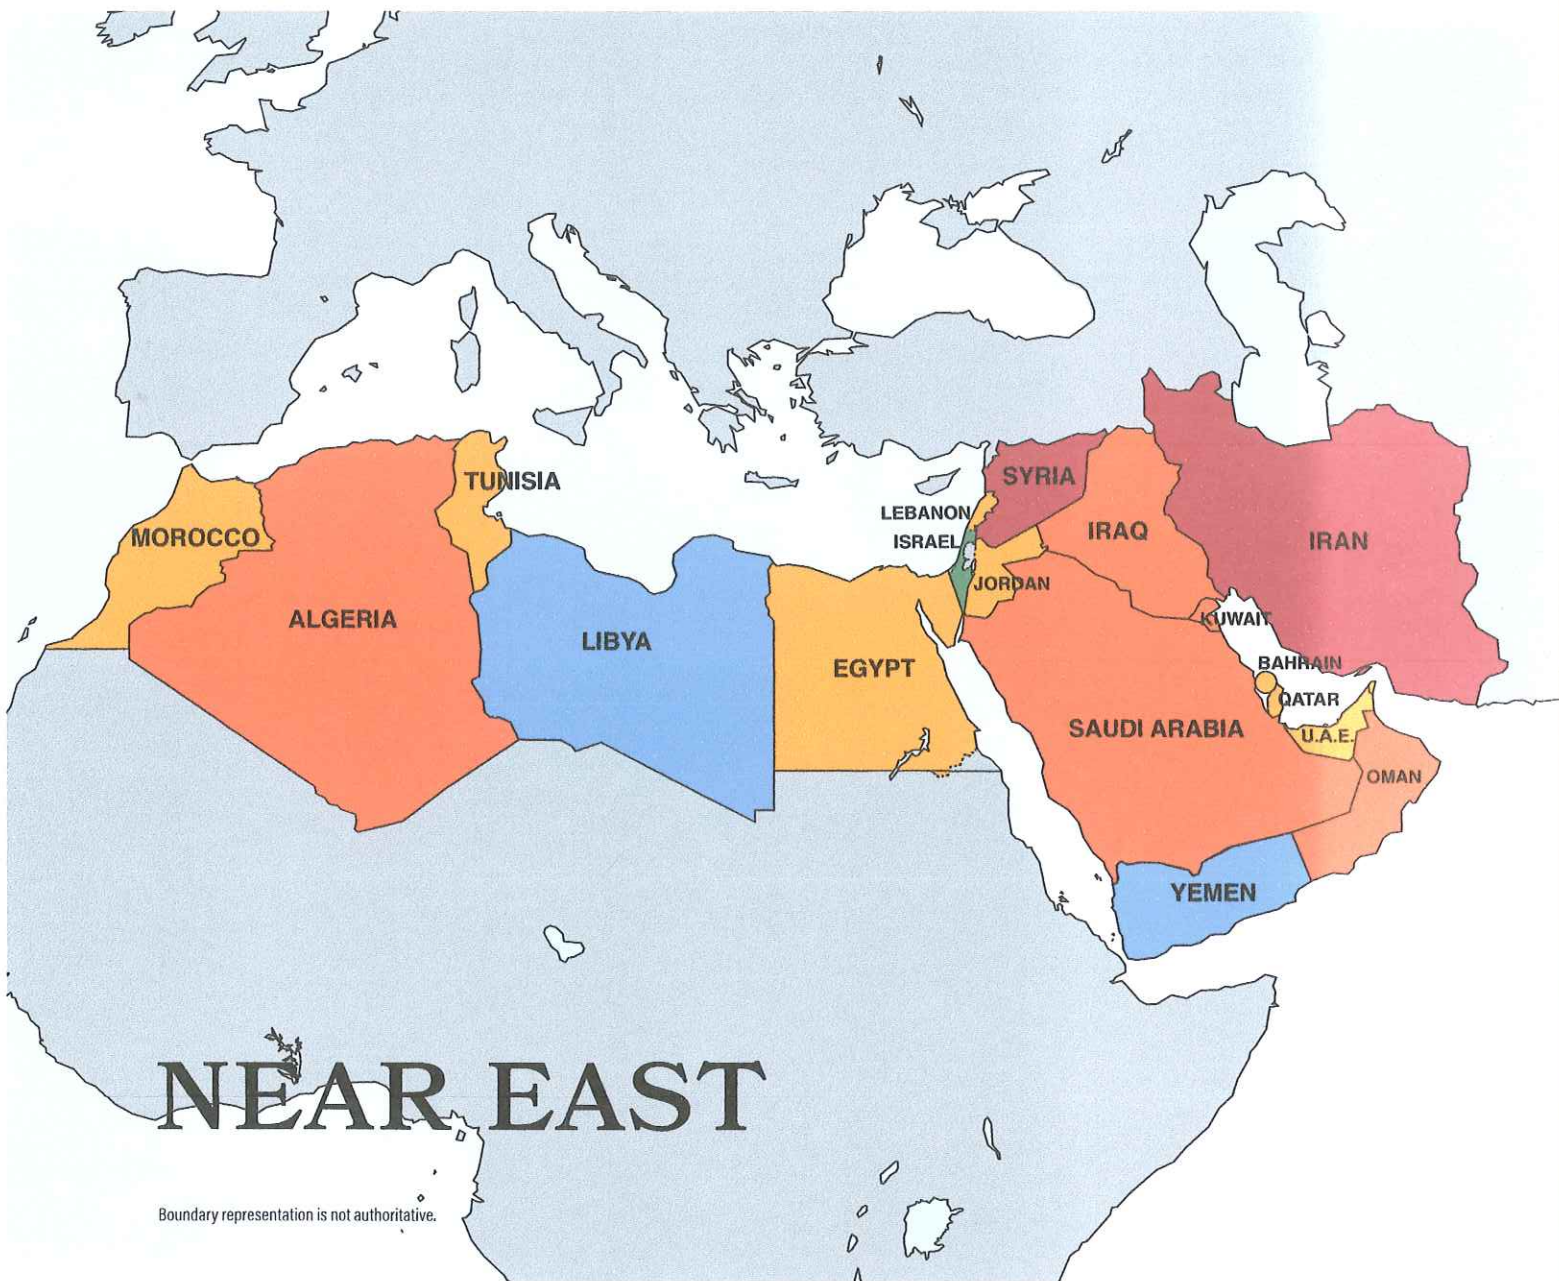 TUNISIA
SYRIA
LEBANON
MOROCCO
ISRAEL
IRAQ
IRAN
JORDAN
ALGERIA
KUWAIT
LIBYA
EGYPT
BAHRAIN
QATAR
SAUDI ARABIA
U.A.E.
OMAN
YEMEN
NEAR EAST
Boundary representation is not authoritative.